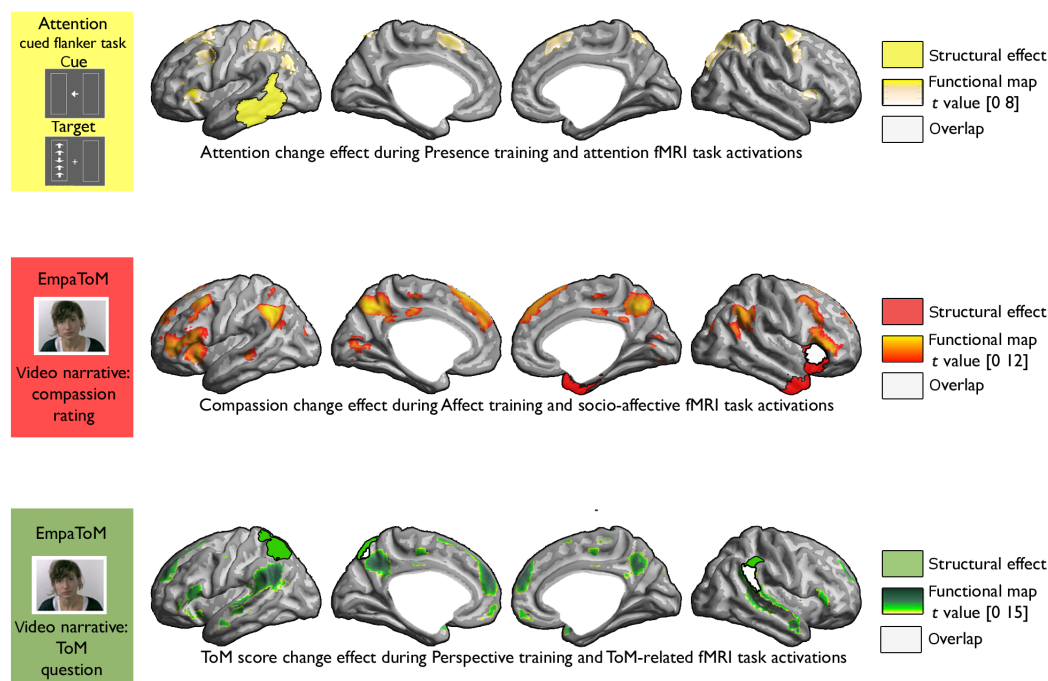 Attention
cued flanker task
Cue
Target
Structural effect
Functional map
t value [0 8]
Overlap
Attention change effect during Presence training and attention fMRI task activations
EmpaToM
Video narrative:
compassion
rating
Structural effect
Functional map
t value [0 12]
Overlap
Compassion change effect during Affect training and socio-affective fMRI task activations
EmpaToM
Video narrative:
ToM
question
Structural effect
Functional map
t value [0 15]
Overlap
ToM score change effect during Perspective training and ToM-related fMRI task activations